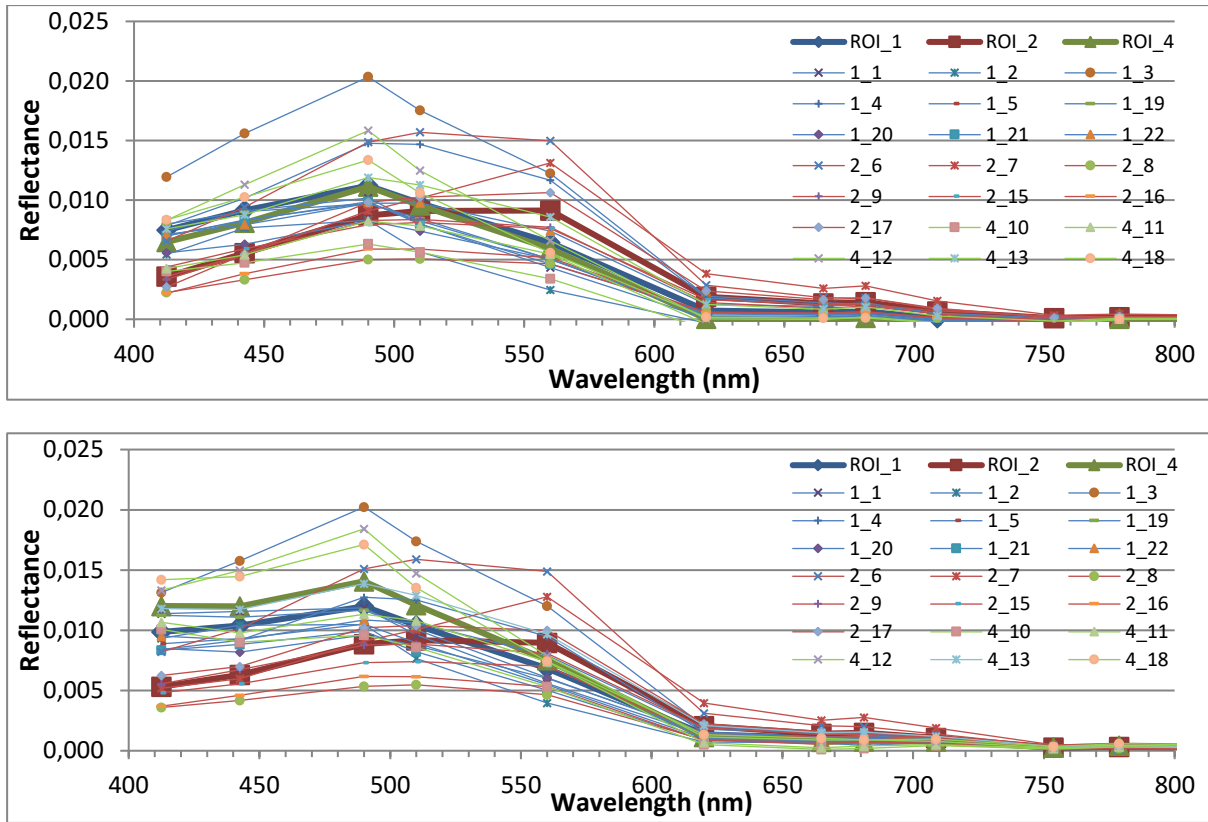 0,025
0,020
0,015
0,010
0,005
0,000
Reflectance
400 450 500 550 600 650 700 750 800
Wavelength (nm)
ROI_1 ROI_2 ROI_4
1_1 1_2 1_3
1_4 1_5 1_19
1_20 1_21 1_22
2_6 2_7 2_8
2_9 2_15 2_16
2_17 4_10 4_11
4_12 4_13 4_18
0,025
0,020
0,015
0,010
0,005
0,000
Reflectance
400 450 500 550 600 650 700 750 800
Wavelength (nm)
ROI_1 ROI_2 ROI_4
1_1 1_2 1_3
1_4 1_5 1_19
1_20 1_21 1_22
2_6 2_7 2_8
2_9 2_15 2_16
2_17 4_10 4_11
4_12 4_13 4_18